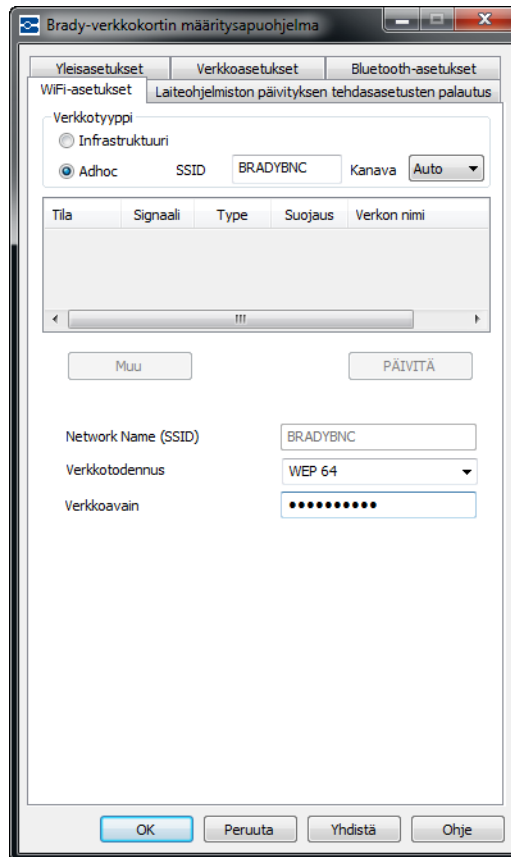 Brady-verkkokortin määritysapuohjelma
Yleisasetukset Verkkoasetukset Bluetooth-asetukset
WiFi-asetukset Laiteohjelmiston päivityksen tehdasasetusten palautus
Verkkotyyppi
Infrastruktuuri
Adhoc SSID BRADYBNC Kanava Auto
Tila Signaali Type Suojaus Verkon nimi
Muu PÄIVITÄ
Network Name (SSID) BRADYBNC
Verkkotodennus WEP 64
Verkkoavain ●●●●●●●●●●
OK Peruuta Yhdistä Ohje